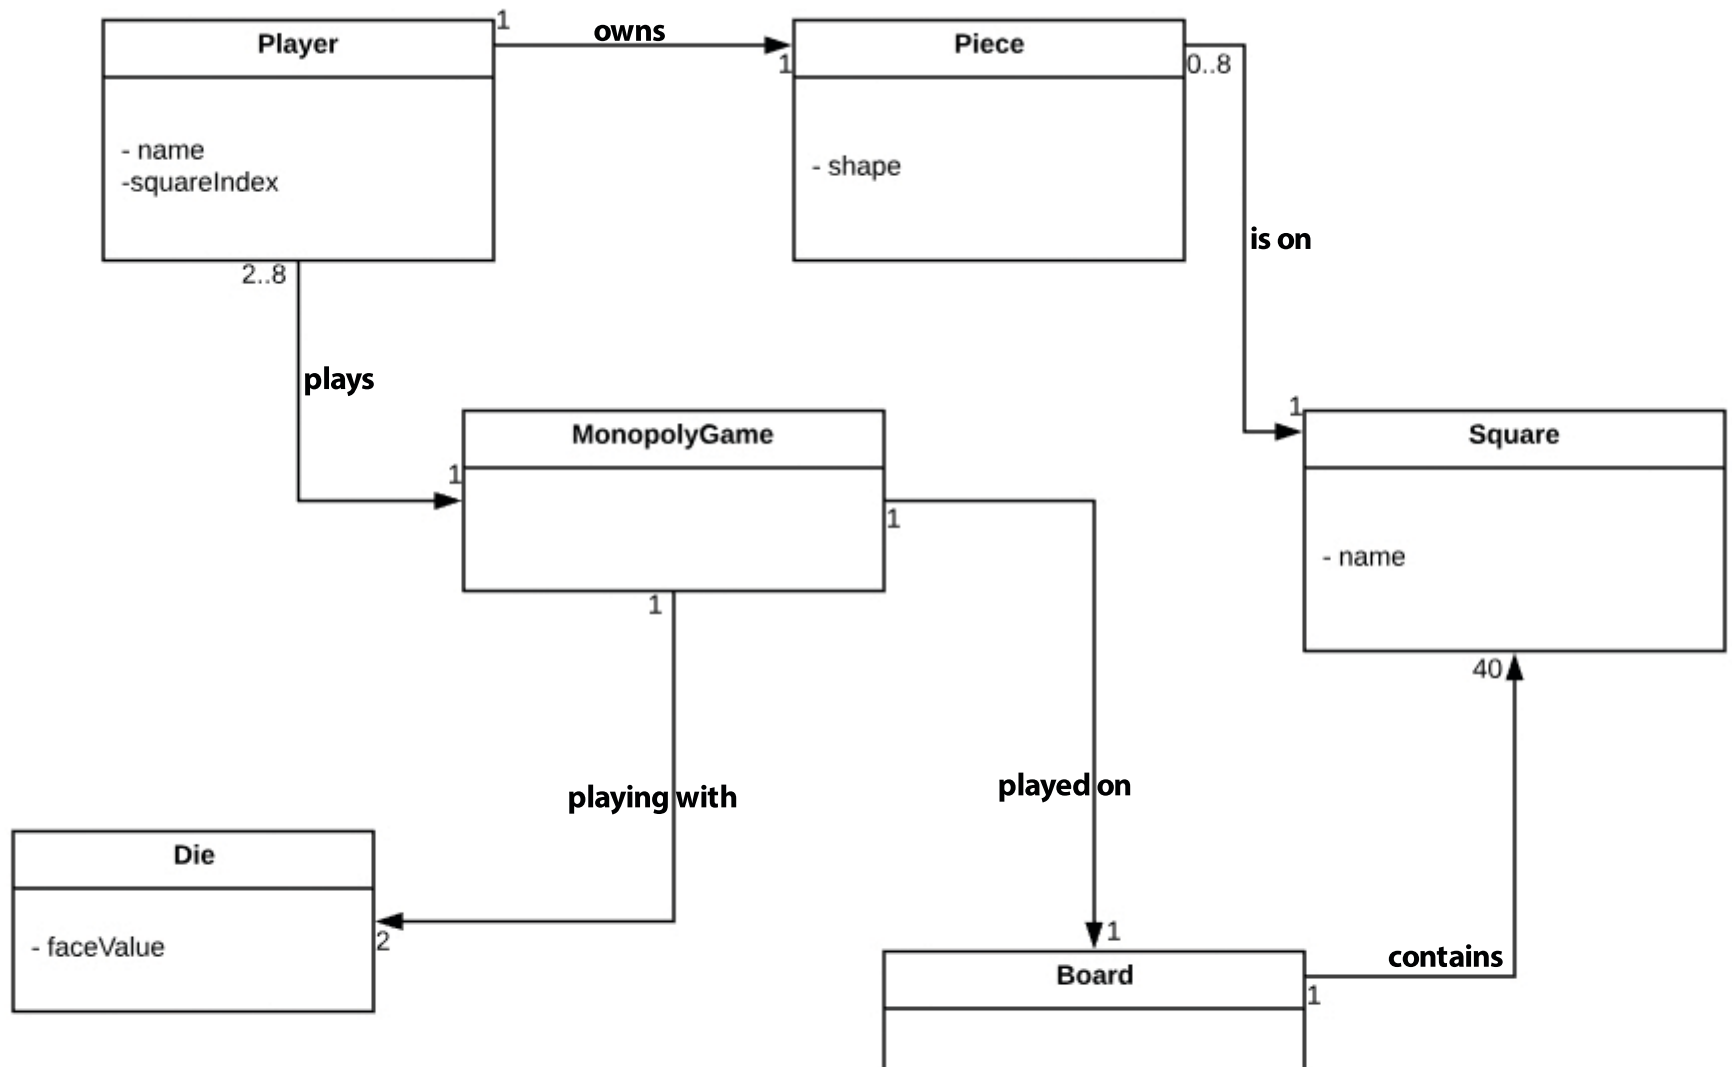 Player
- name
-squareIndex
1
owns
1
Piece
- shape
0..8
is on
1
Square
- name
40
2..8
plays
1
MonopolyGame
1
1
playing with
2
Die
- faceValue
played on
1
Board
1
contains